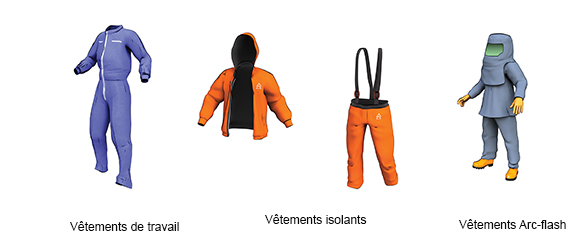 Vêtements de travail
Vêtements isolants
Vêtements Arc-flash